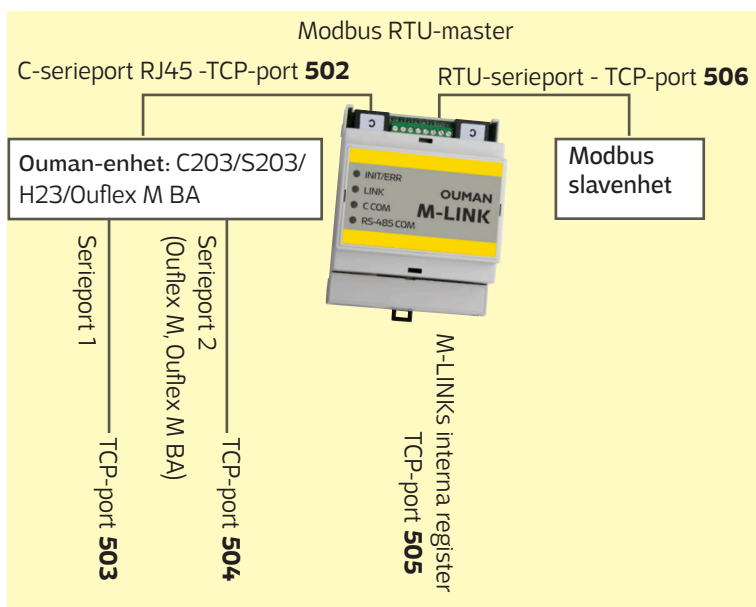 Modbus RTU-master
C-serieport RJ45 -TCP-port 502
RTU-serieport - TCP-port 506
Ouman-enhet: C203/S203/
H23/Ouflex M BA
C
C
INIT/ERR
LINK
C COM
RS-485 COM
OUMAN
M-LINK
Modbus
slavenhet
Serieport 1
TCP-port 503
Serieport 2
(Ouflex M, Ouflex M BA)
TCP-port 504
M-LINKs interna register
TCP-port 505